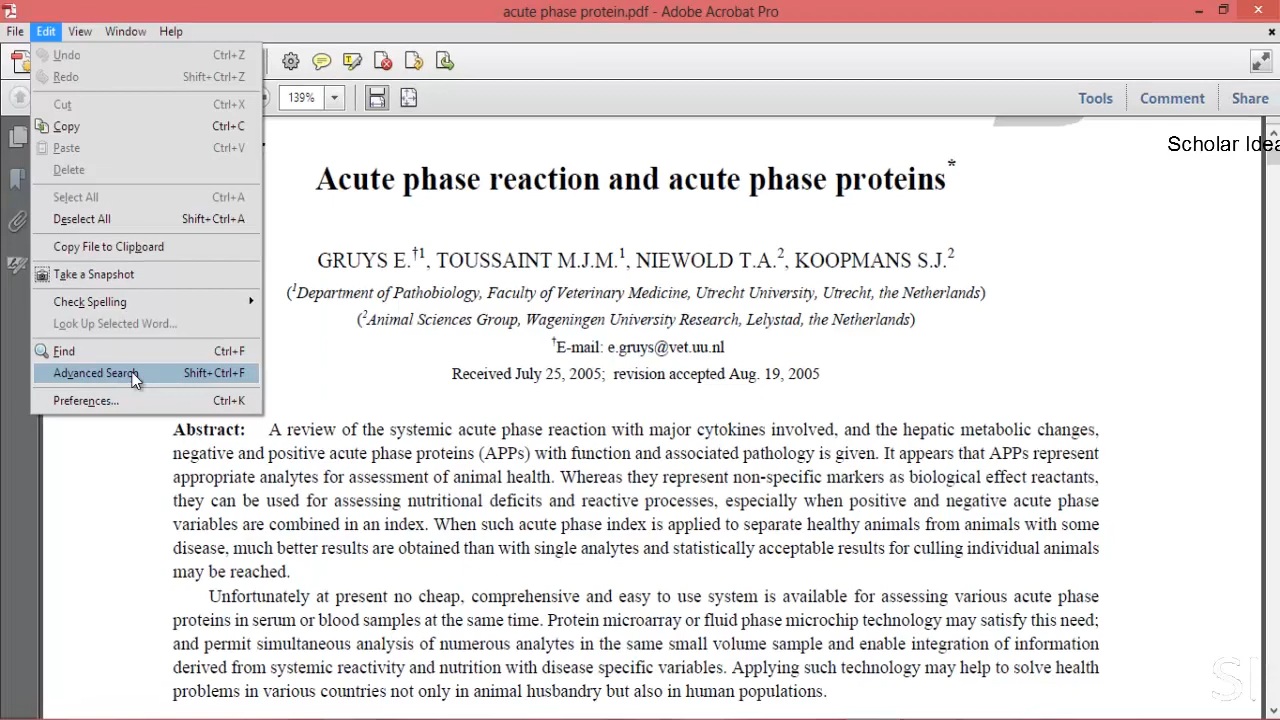 acute phase protein.pdf - Adobe Acrobat Pro
File Edit View Window Help
Undo Ctrl+Z
Redo Shift+Ctrl+Z
Cut Ctrl+X
Copy Ctrl+C
Paste Ctrl+V
Delete
Select All Ctrl+A
Deselect All Shift+Ctrl+A
Copy File to Clipboard
Take a Snapshot
Check Spelling
Look Up Selected Word...
Find Ctrl+F
Advanced Search Shift+Ctrl+F
Preferences... Ctrl+K
139%
Tools Comment Share
Scholar Idea
Acute phase reaction and acute phase proteins*
GRUYS E.†1, TOUSSAINT M.J.M.1, NIEWOLD T.A.2, KOOPMANS S.J.2
(1Department of Pathobiology, Faculty of Veterinary Medicine, Utrecht University, Utrecht, the Netherlands)
(2Animal Sciences Group, Wageningen University Research, Lelystad, the Netherlands)
†E-mail: e.gruys@vet.uu.nl
Received July 25, 2005; revision accepted Aug. 19, 2005
Abstract: A review of the systemic acute phase reaction with major cytokines involved, and the hepatic metabolic changes,
negative and positive acute phase proteins (APPs) with function and associated pathology is given. It appears that APPs represent
appropriate analytes for assessment of animal health. Whereas they represent non-specific markers as biological effect reactants,
they can be used for assessing nutritional deficits and reactive processes, especially when positive and negative acute phase
variables are combined in an index. When such acute phase index is applied to separate healthy animals from animals with some
disease, much better results are obtained than with single analytes and statistically acceptable results for culling individual animals
may be reached.
Unfortunately at present no cheap, comprehensive and easy to use system is available for assessing various acute phase
proteins in serum or blood samples at the same time. Protein microarray or fluid phase microchip technology may satisfy this need;
and permit simultaneous analysis of numerous analytes in the same small volume sample and enable integration of information
derived from systemic reactivity and nutrition with disease specific variables. Applying such technology may help to solve health
problems in various countries not only in animal husbandry but also in human populations.
SI